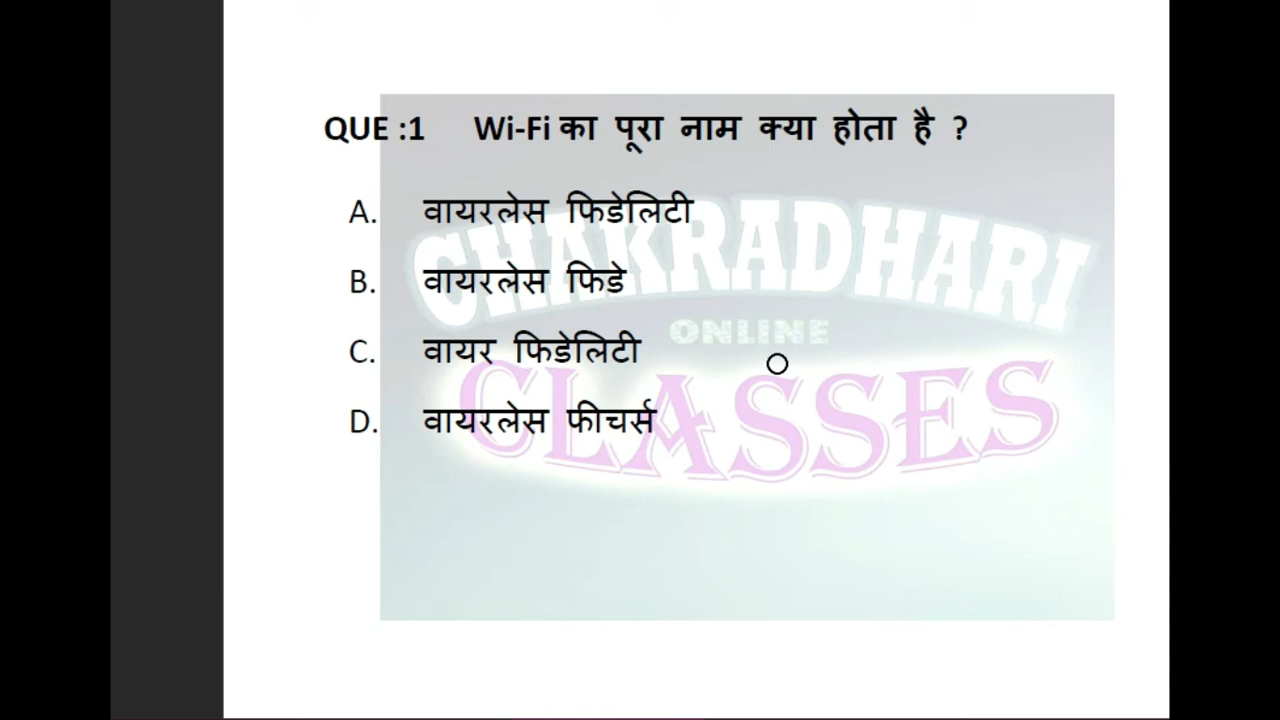 QUE :1 Wi-Fi का पूरा नाम क्या होता है ?
A. वायरलेस फिडेलिटी
B. वायरलेस फिडे
C. वायर फिडेलिटी
D. वायरलेस फीचर्स
CHAKRADHARI
ONLINE
CLASSES